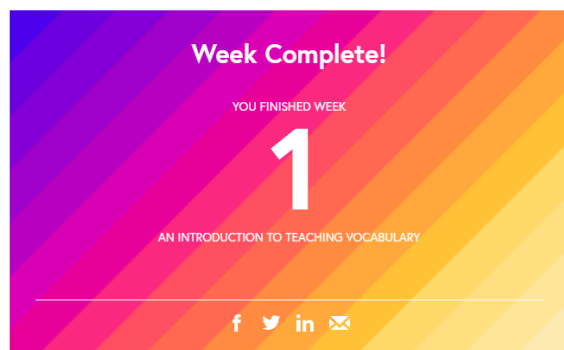 Week Complete!
YOU FINISHED WEEK
1
AN INTRODUCTION TO TEACHING VOCABULARY